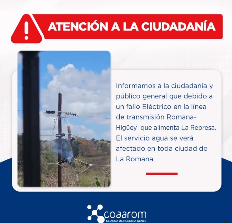 ATENCIÓN A LA CIUDADANÍA
Informamos a la ciudadanía y
público general que debido a
un fallo Eléctrico en la línea
de transmisión Romana-
Higüey que alimenta La Represa.
El servicio agua se verá
afectado en toda ciudad de
La Romana.
coaarom